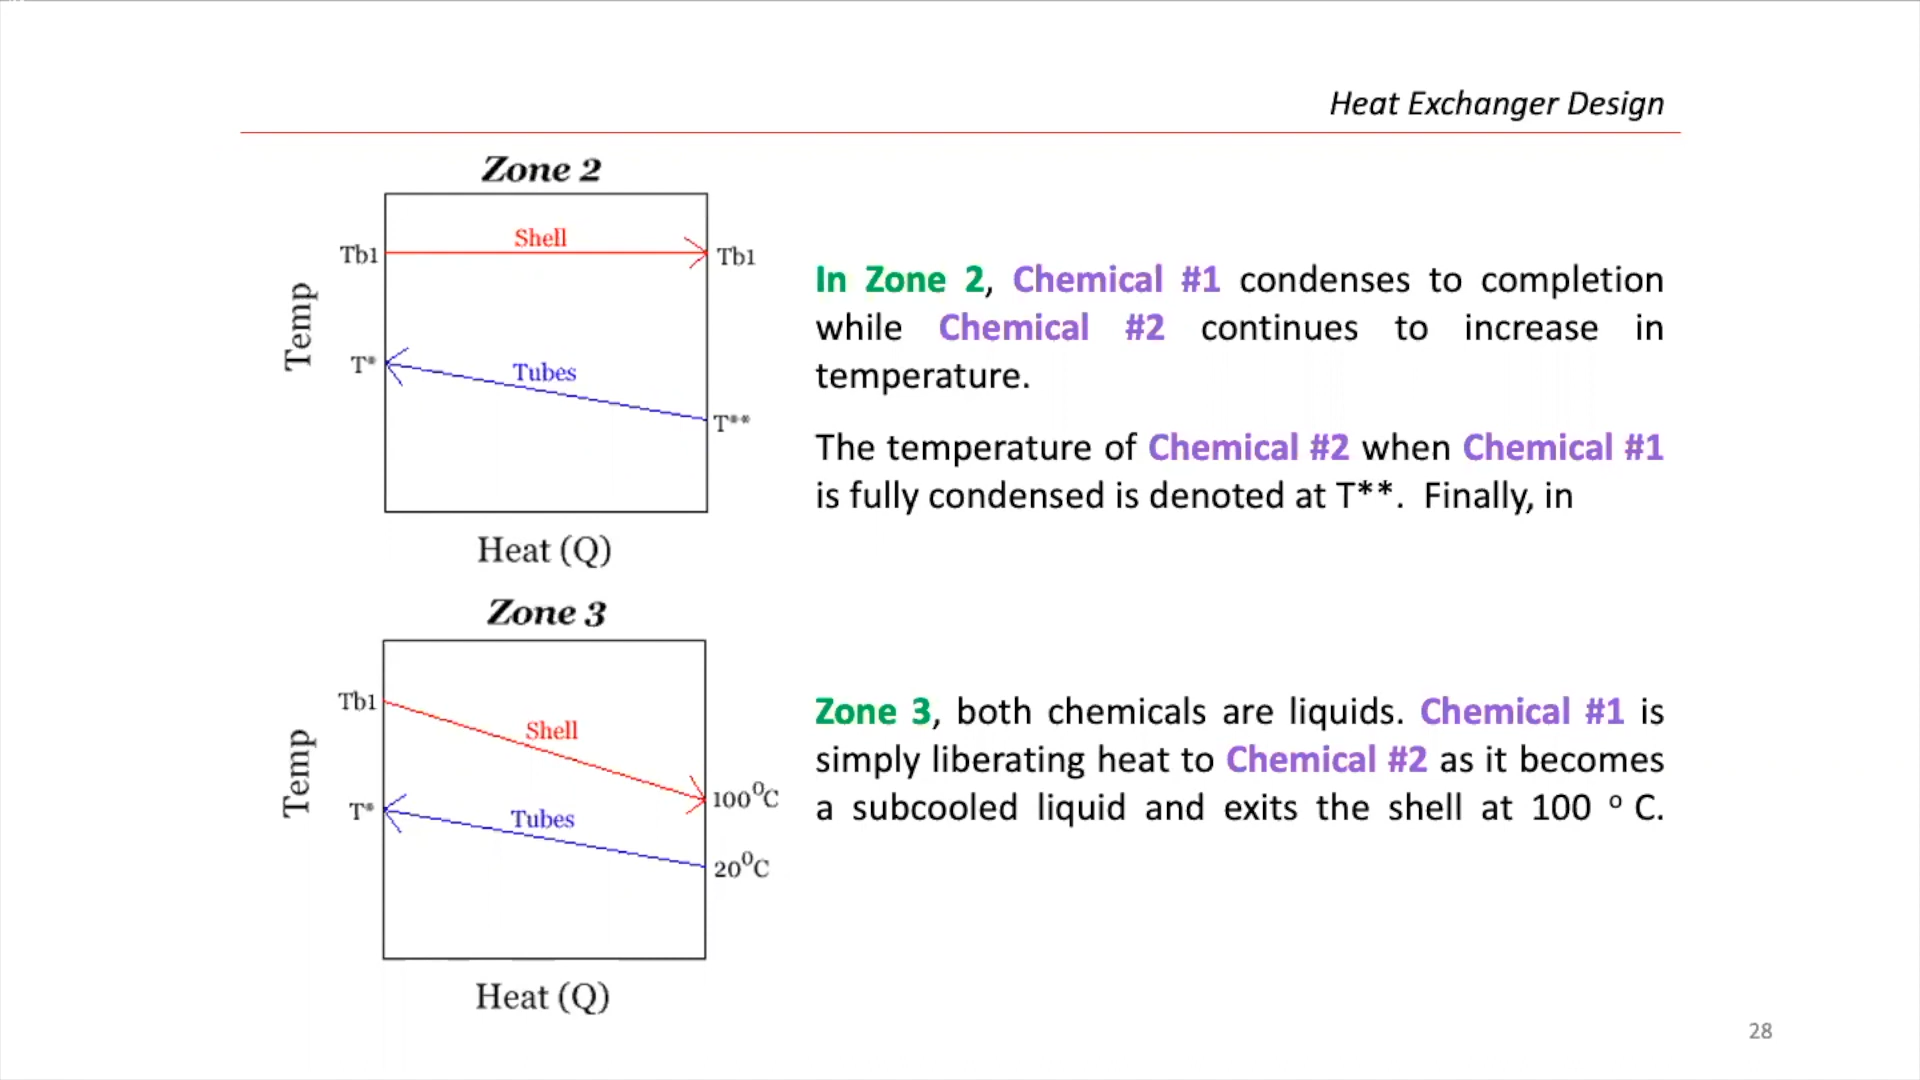 Heat Exchanger Design
Zone 2
Shell
Tb1
Tb1
Temp
T*
Tubes
T**
Heat (Q)
In Zone 2, Chemical #1 condenses to completion
while Chemical #2 continues to increase in
temperature.
The temperature of Chemical #2 when Chemical #1
is fully condensed is denoted at T**. Finally, in
Zone 3
Tb1
Shell
Temp
100⁰C
T*
Tubes
20⁰C
Heat (Q)
Zone 3, both chemicals are liquids. Chemical #1 is
simply liberating heat to Chemical #2 as it becomes
a subcooled liquid and exits the shell at 100 ᵒ C.
28